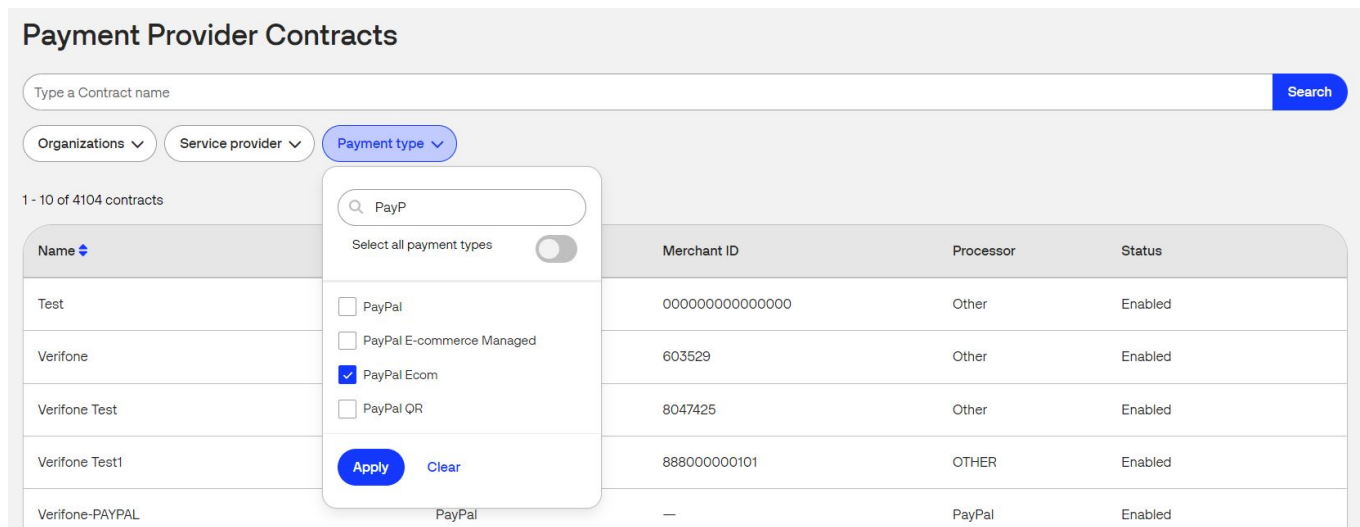 Payment Provider Contracts
Type a Contract name
Search
Organizations
Service provider
Payment type
1 - 10 of 4104 contracts
PayP
Select all payment types
PayPal
PayPal E-commerce Managed
PayPal Ecom
PayPal QR
Apply
Clear
Name Merchant ID Processor Status
Test 000000000000000 Other Enabled
Verifone 603529 Other Enabled
Verifone Test 8047425 Other Enabled
Verifone Test1 888000000101 OTHER Enabled
Verifone-PAYPAL PayPal — PayPal Enabled